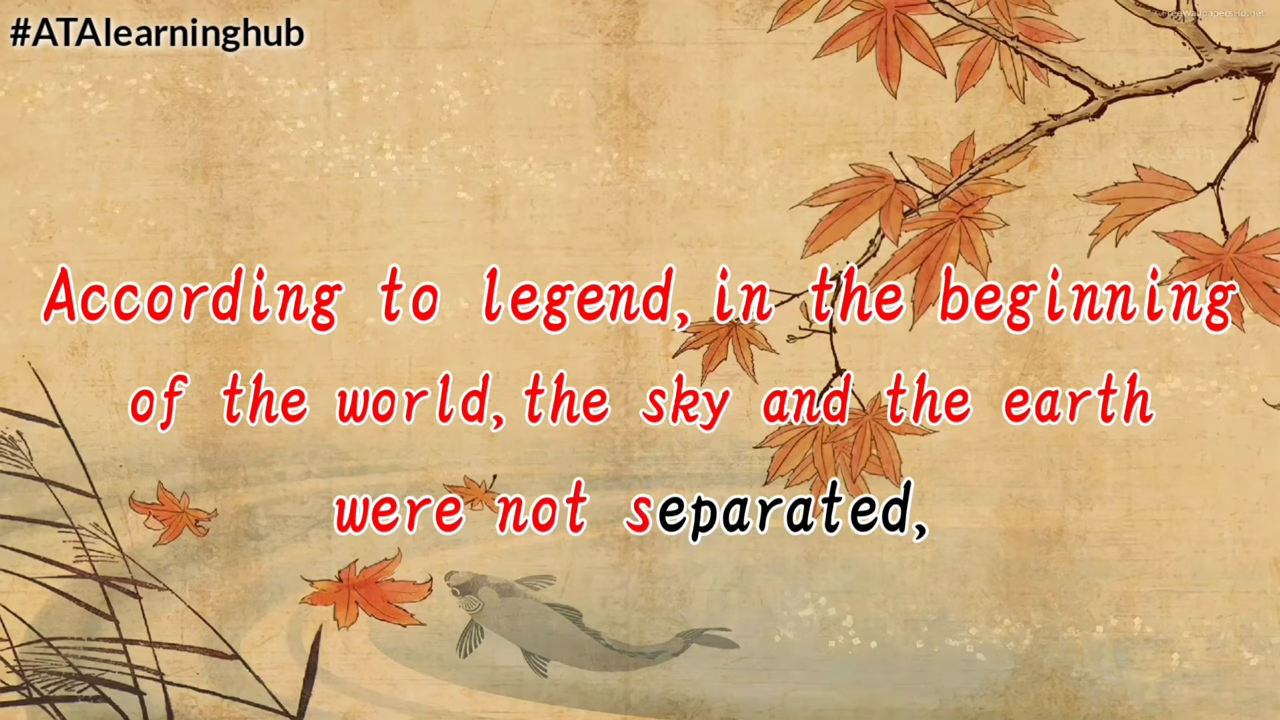 #ATAlearninghub
According to legend, in the beginning
of the world, the sky and the earth
were not separated,